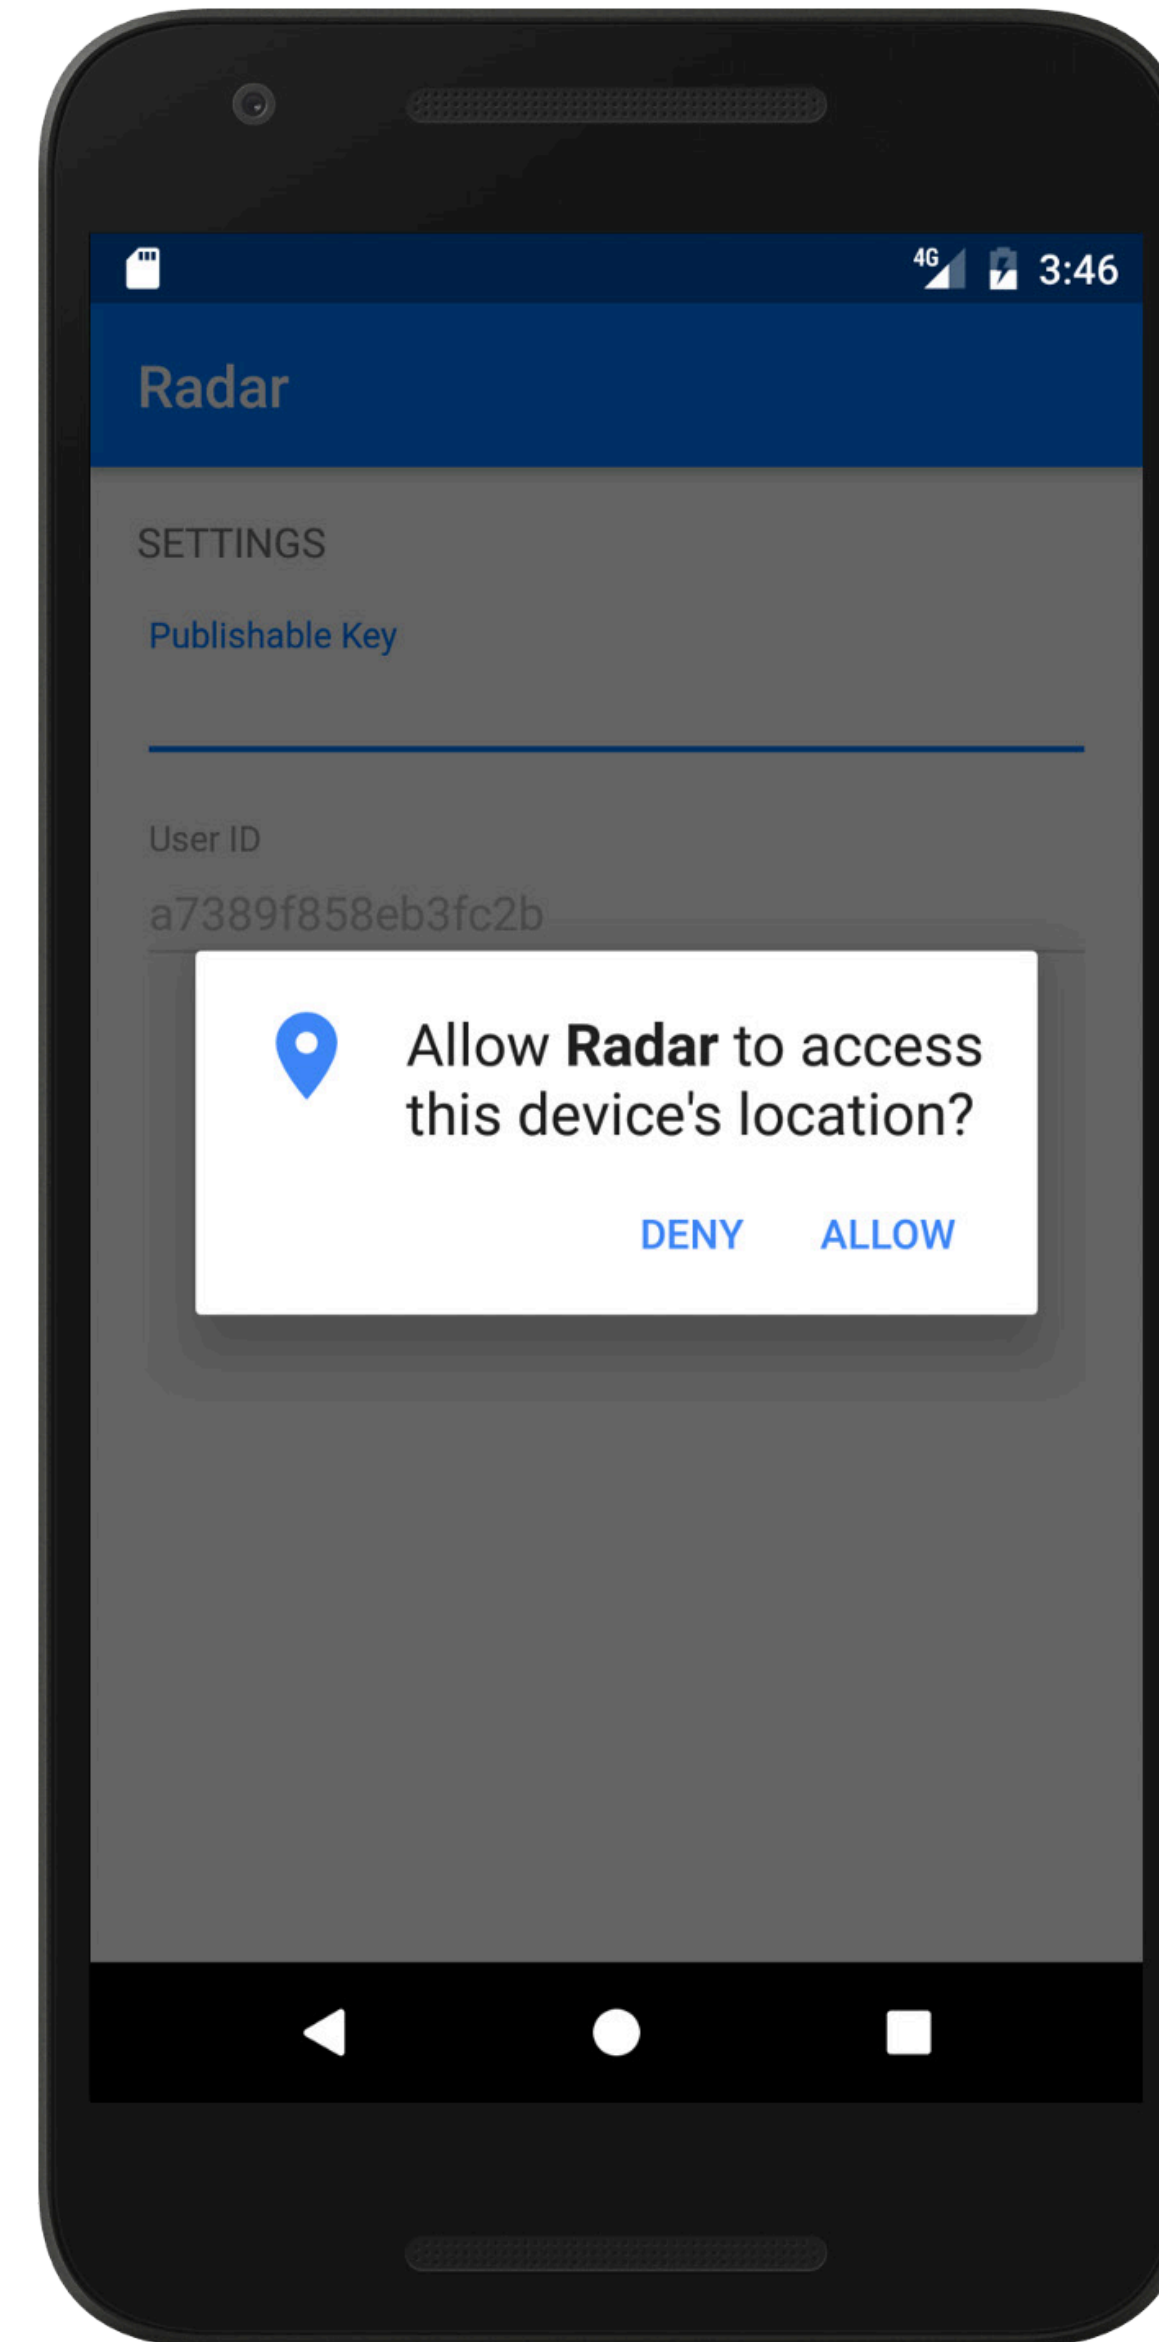 4G 3:46
Radar
SETTINGS
Publishable Key
User ID
a7389f858eb3fc2b
Allow Radar to access
this device's location?
DENY ALLOW